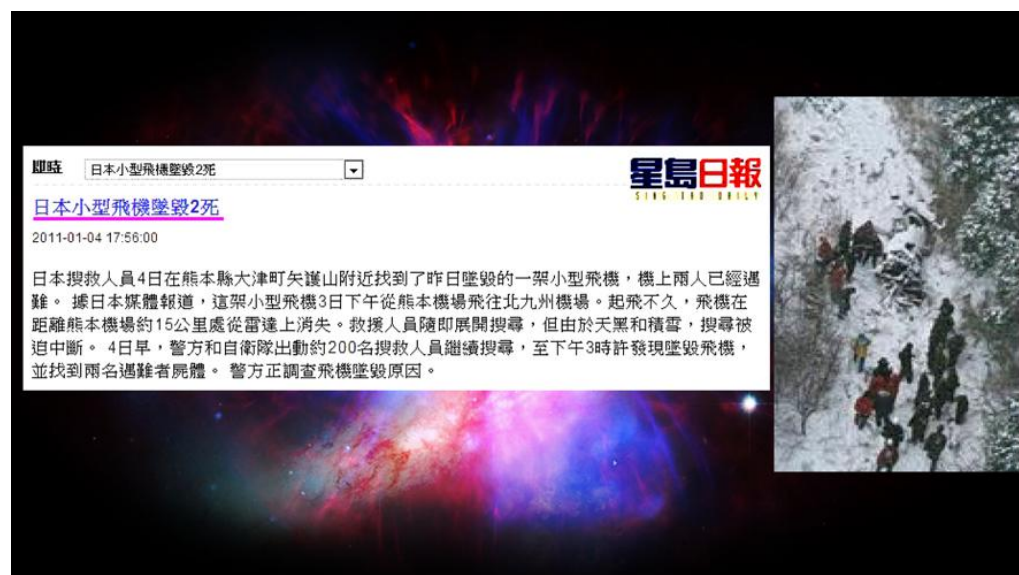 即時 日本小型飛機墜毀2死
星島日報
SING TAO DAILY
日本小型飛機墜毀2死
2011-01-04 17:56:00
日本搜救人員4日在熊本縣大津町矢護山附近找到了昨日墜毀的一架小型飛機，機上兩人已經遇
難。 據日本媒體報道，這架小型飛機3日下午從熊本機場飛往北九州機場。起飛不久，飛機在
距離熊本機場約15公里處從雷達上消失。救援人員隨即展開搜尋，但由於天黑和積雪，搜尋被
迫中斷。 4日早，警方和自衛隊出動約200名搜救人員繼續搜尋，至下午3時許發現墜毀飛機，
並找到兩名遇難者屍體。 警方正調查飛機墜毀原因。